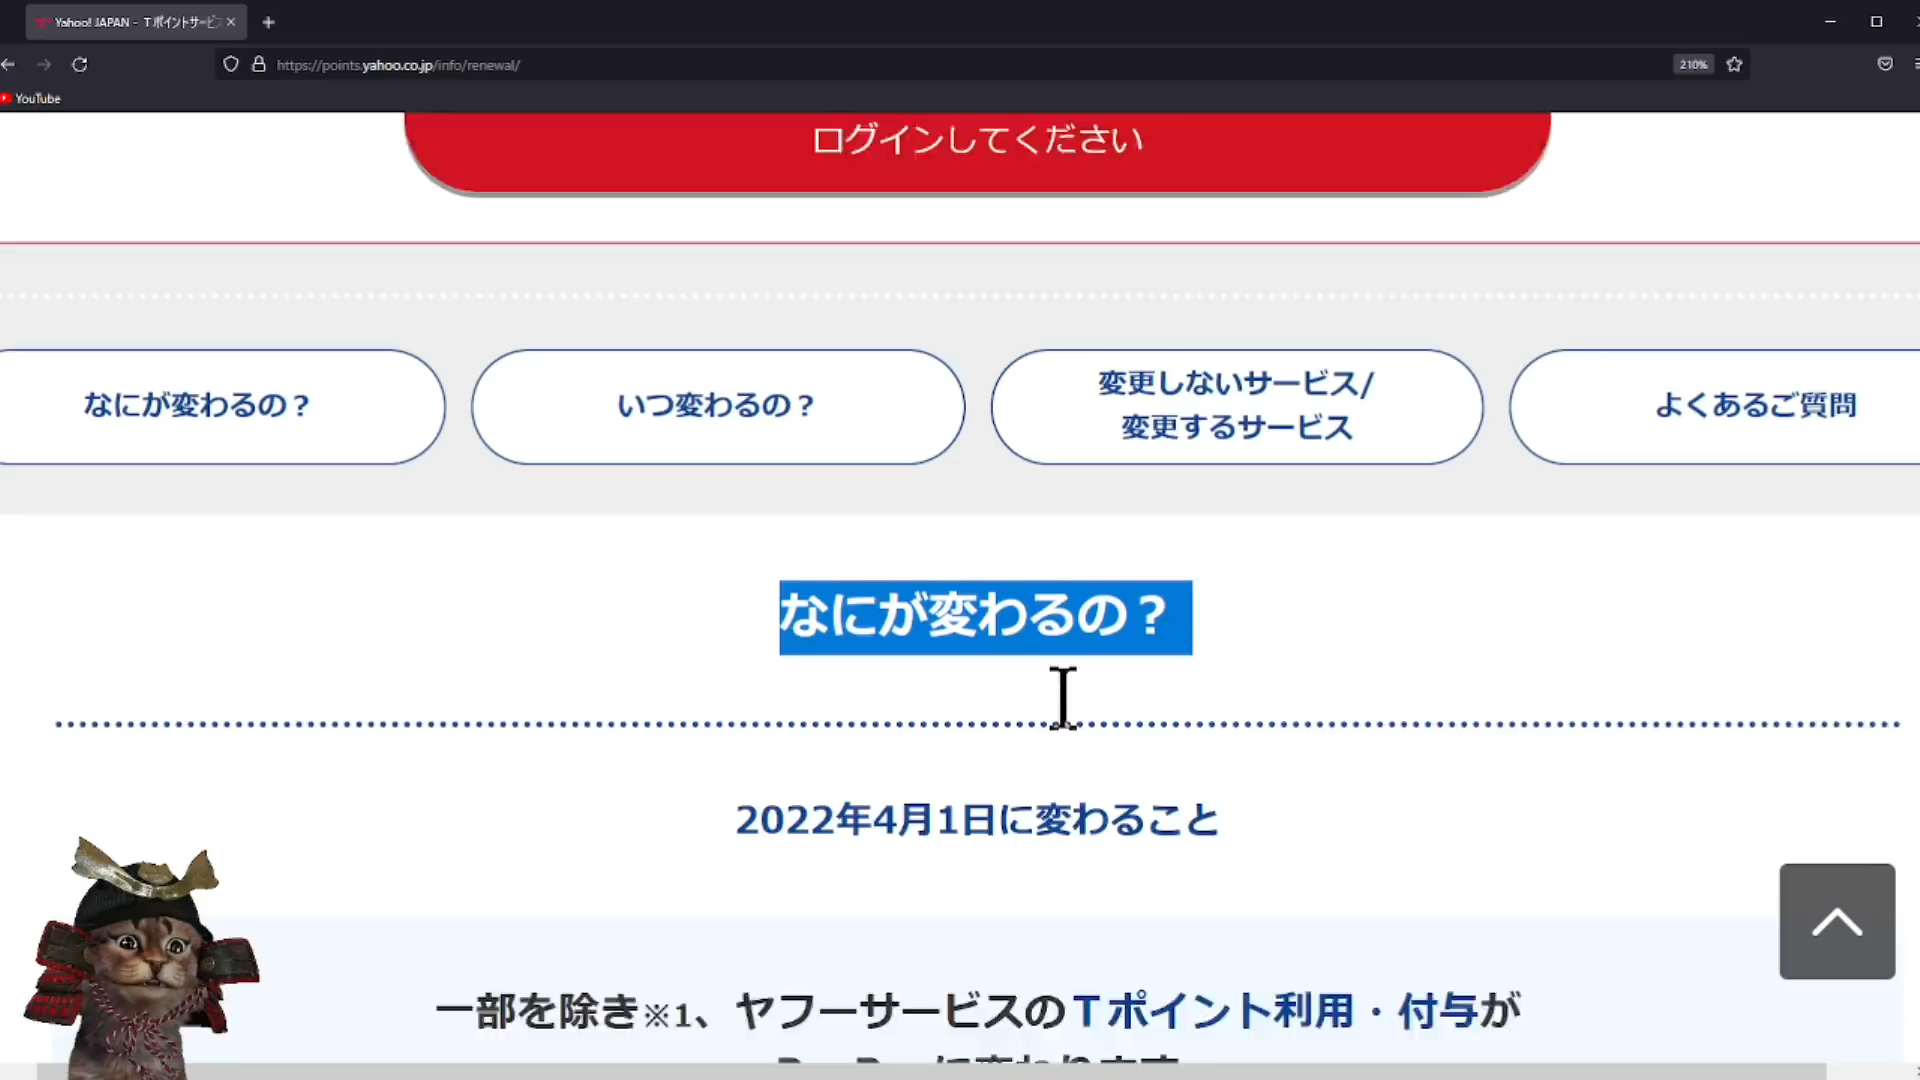 Yahoo! JAPAN - Tポイントサービ
https://points.yahoo.co.jp/info/renewal/
210%
YouTube
ログインしてください
なにが変わるの？
いつ変わるの？
変更しないサービス/
変更するサービス
よくあるご質問
なにが変わるの？
2022年4月1日に変わること
一部を除き※1、ヤフーサービスのTポイント利用・付与が